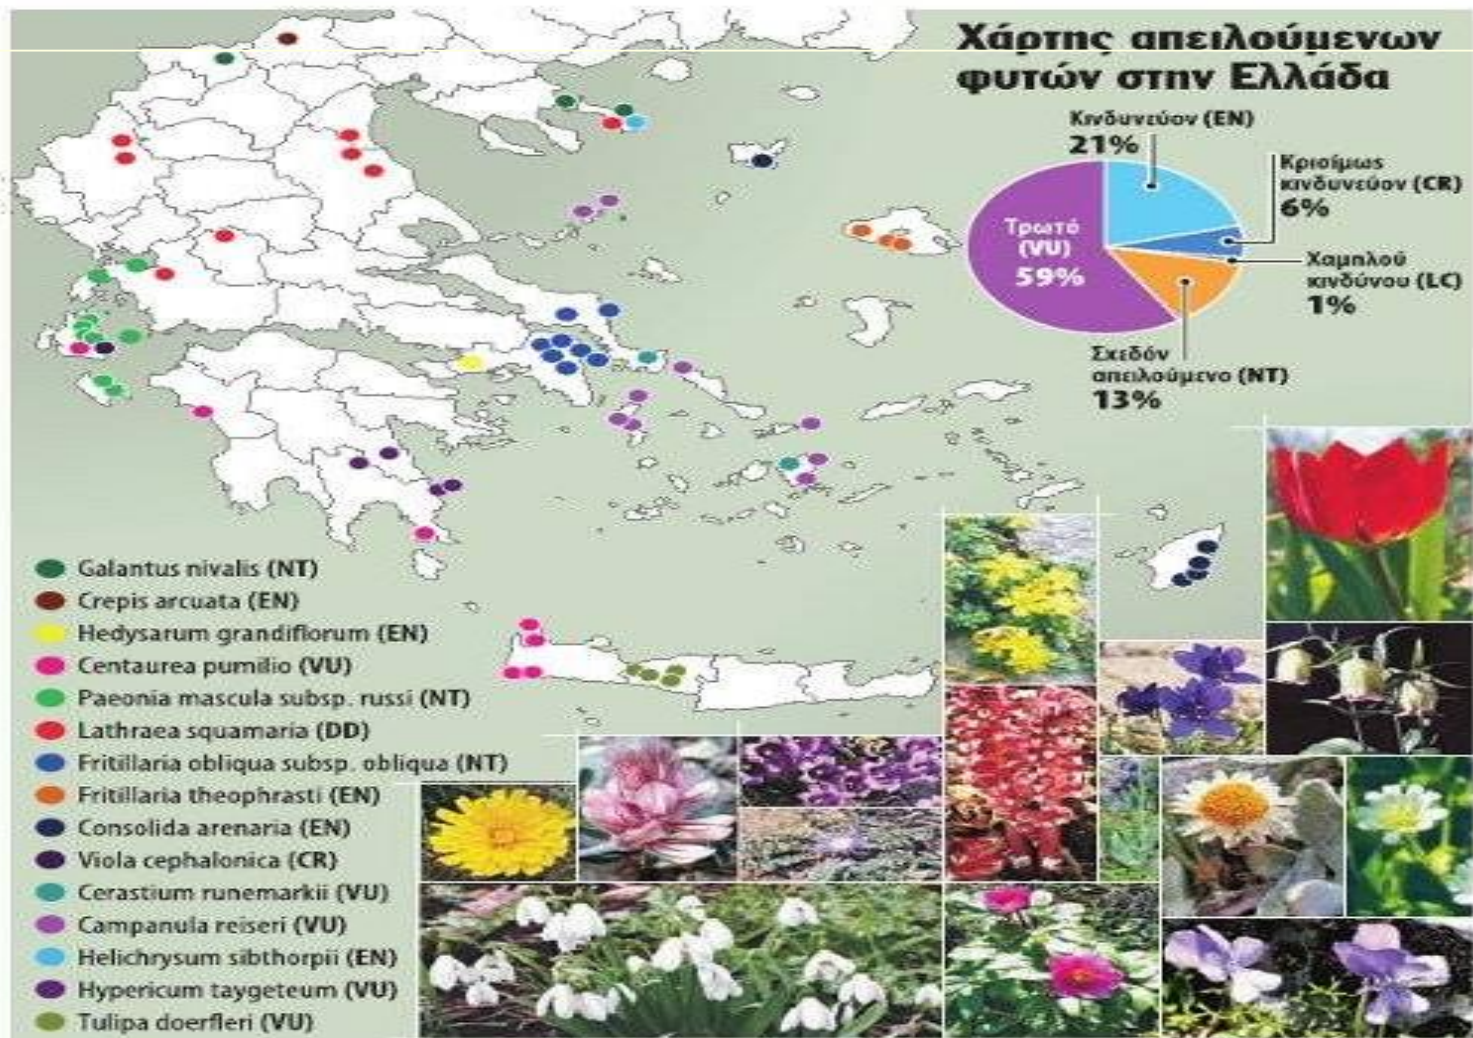 Χάρτης απειλούμενων
φυτών στην Ελλάδα
Κινδυνεύον (EN)
21%
Κρισίμως
κινδυνεύον (CR)
6%
Τρωτό
(VU)
59%
Χαμηλού
κινδύνου (LC)
1%
Σχεδόν
απειλούμενο (NT)
13%
Galantus nivalis (NT)
Crepis arcuata (EN)
Hedysarum grandiflorum (EN)
Centaurea pumilio (VU)
Paeonia mascula subsp. russi (NT)
Lathraea squamaria (DD)
Fritillaria obliqua subsp. obliqua (NT)
Fritillaria theophrasti (EN)
Consolida arenaria (EN)
Viola cephalonica (CR)
Cerastium runemarkii (VU)
Campanula reiseri (VU)
Helichrysum sibthorpii (EN)
Hypericum taygeteum (VU)
Tulipa doerfleri (VU)